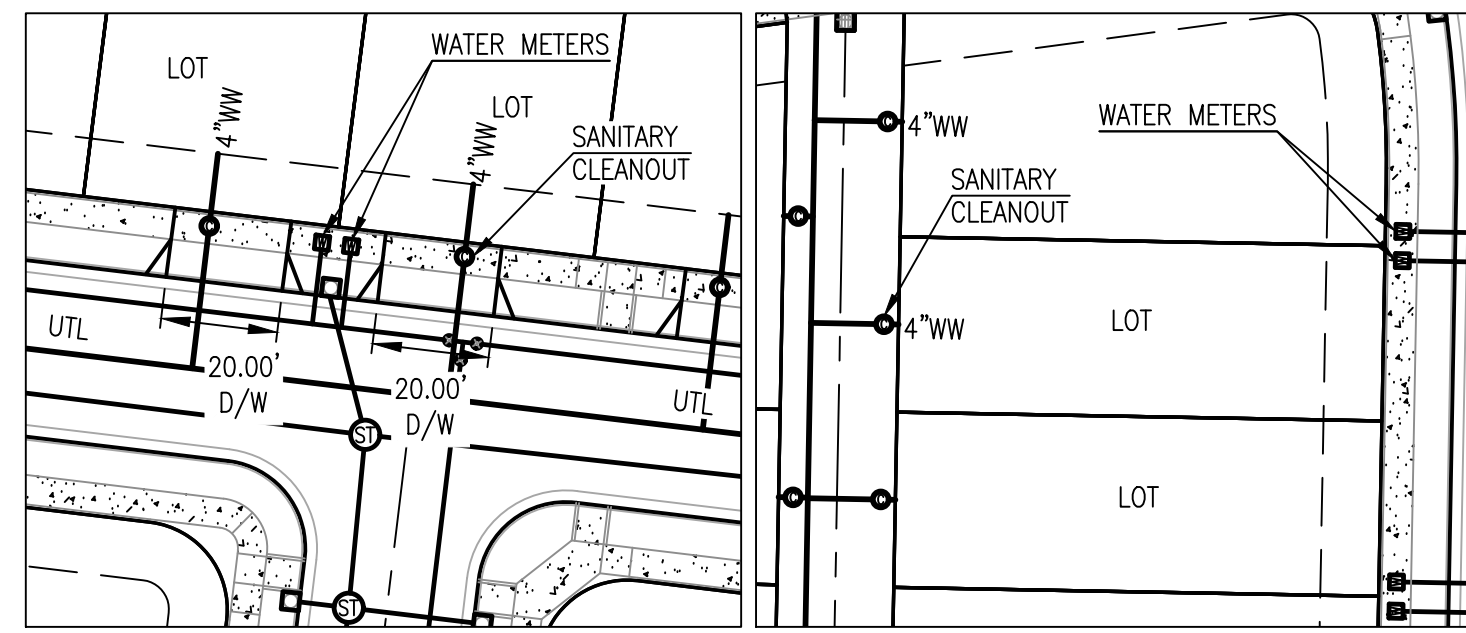 WATER METERS
LOT
4"WW
LOT
4"WW
SANITARY
CLEANOUT
W
W
C
C
C
UTL
20.00'
D/W
20.00'
D/W
UTL
ST
ST
WATER METERS
C
4"WW
SANITARY
CLEANOUT
C
W
W
C
4"WW
LOT
C
C
LOT
W
W